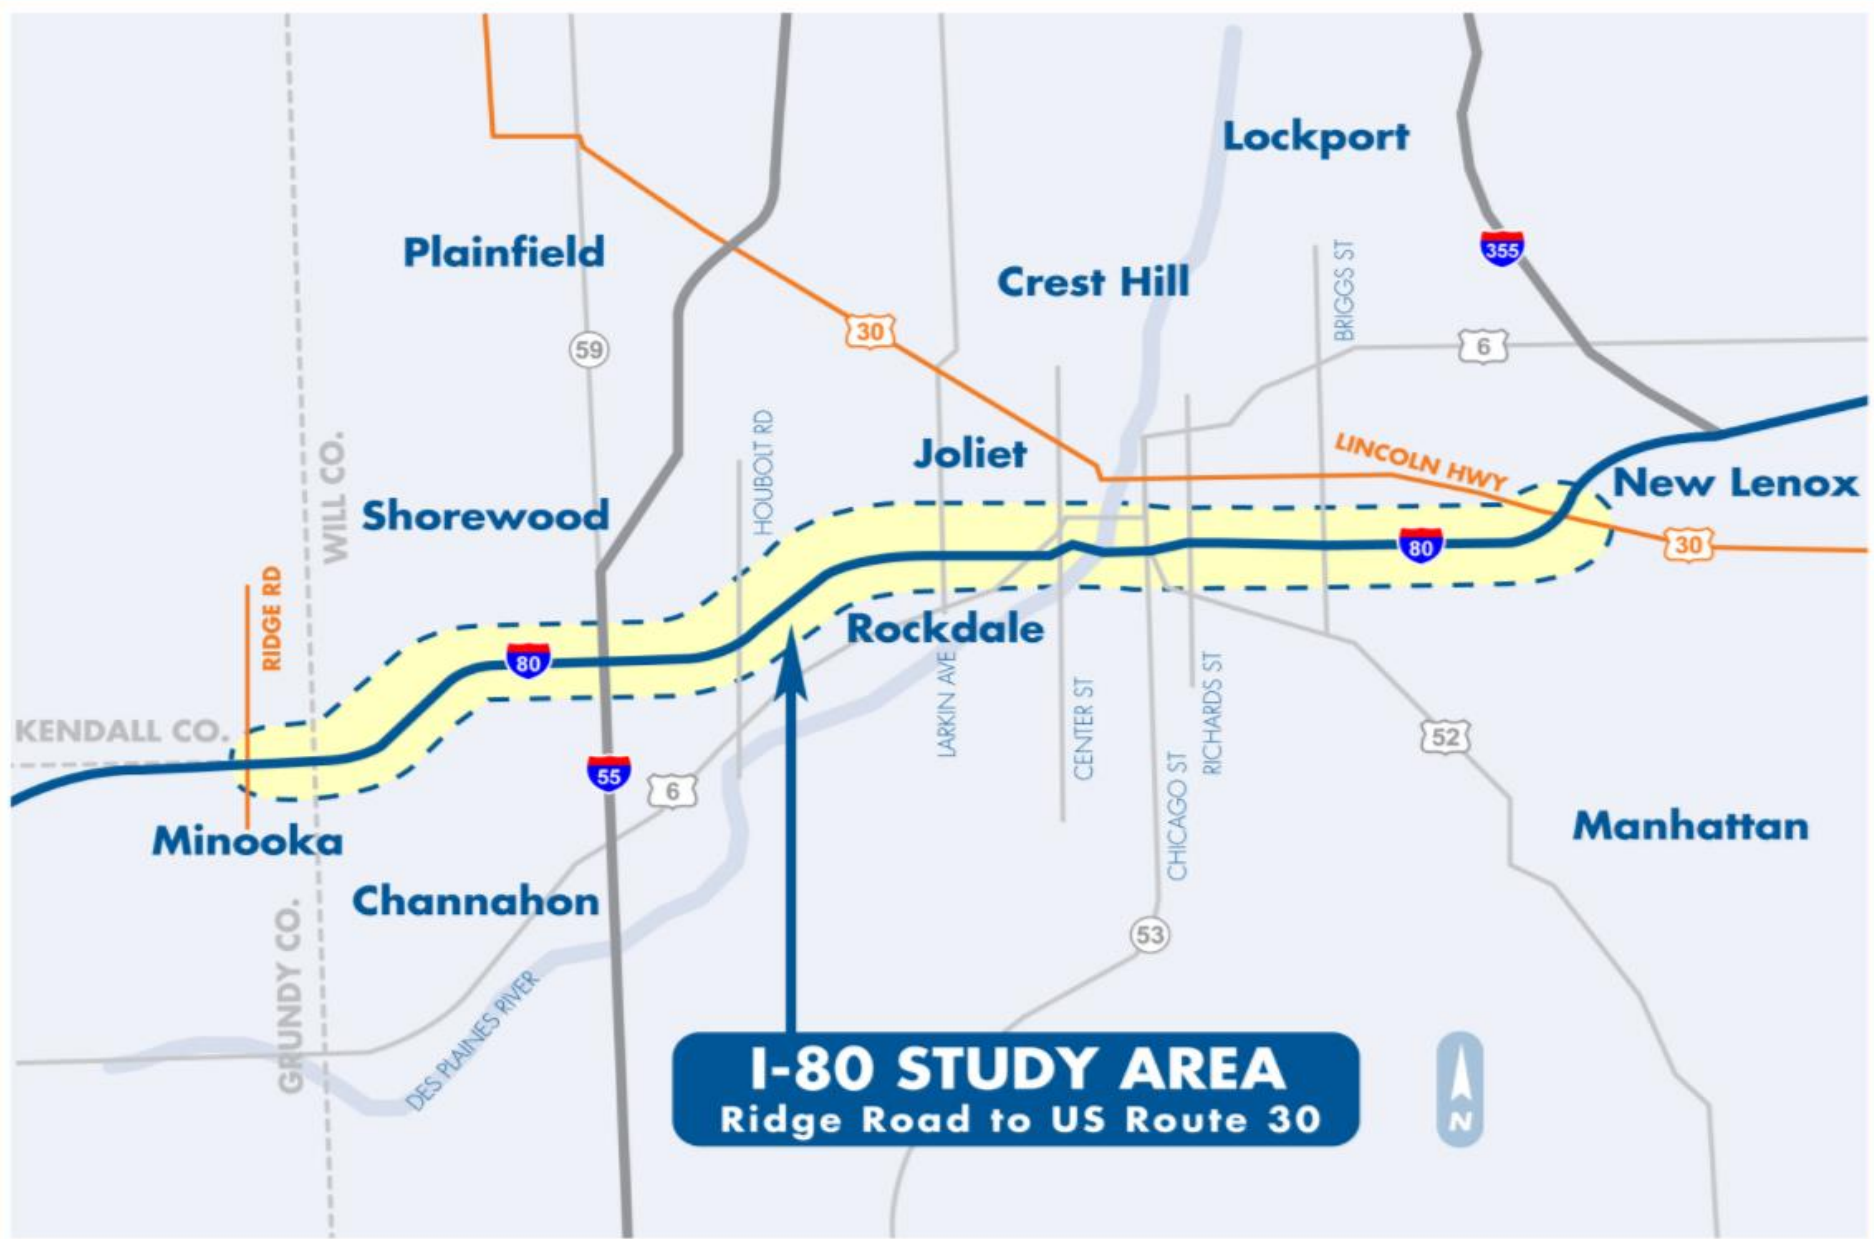 Lockport
Plainfield
355
BRIGGS ST
Crest Hill
30
6
59
HOUBOLT RD
Joliet
LINCOLN HWY
New Lenox
WILL CO.
Shorewood
80
30
RIDGE RD
Rockdale
80
LARKIN AVE
CENTER ST
RICHARDS ST
KENDALL CO.
52
CHICAGO ST
55
6
Minooka
Manhattan
Channahon
GRUNDY CO.
53
DES PLAINES RIVER
I-80 STUDY AREA
Ridge Road to US Route 30
N